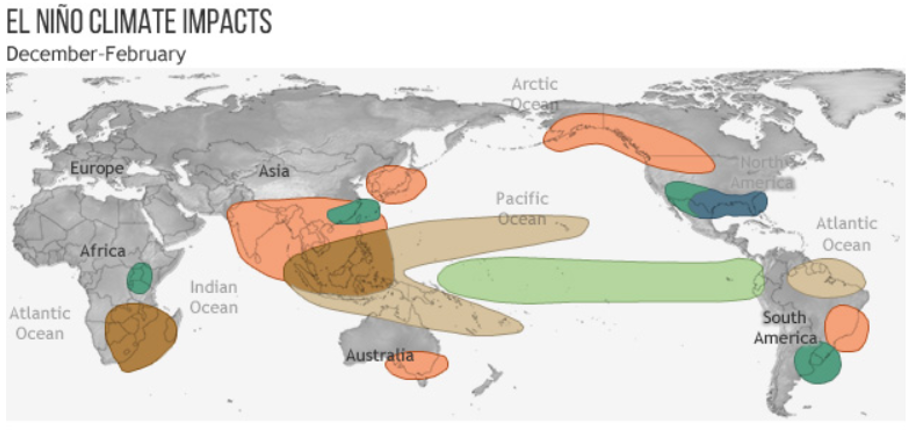 EL NIÑO CLIMATE IMPACTS
December-February
Arctic
Ocean
Europe
Asia
North
America
Pacific
Ocean
Atlantic
Ocean
Africa
Indian
Ocean
Atlantic
Ocean
South
America
Australia